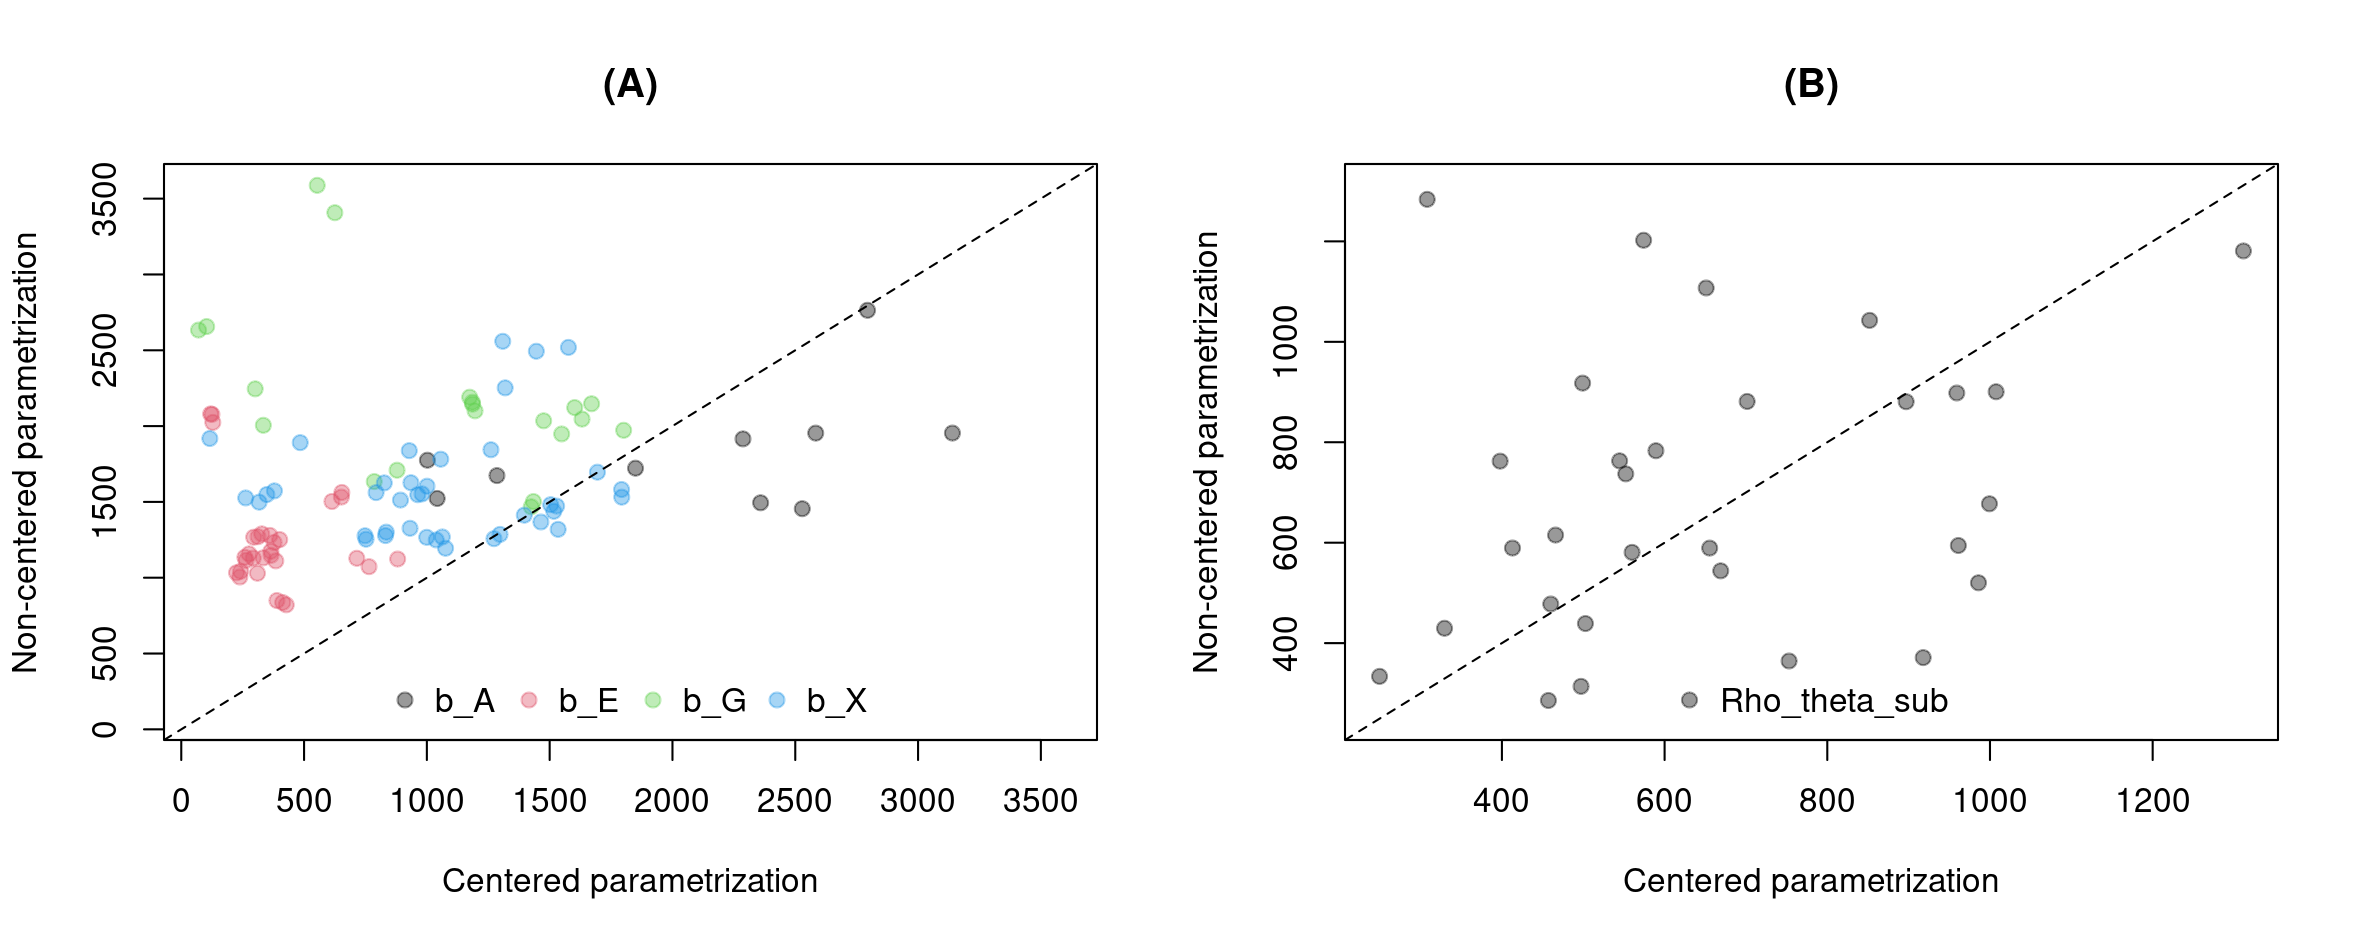 (A)
Non-centered parametrization
0 500 1500 2500 3500
b_A b_E b_G b_X
0 500 1000 1500 2000 2500 3000 3500
Centered parametrization
(B)
Non-centered parametrization
400 600 800 1000
Rho_theta_sub
400 600 800 1000 1200
Centered parametrization